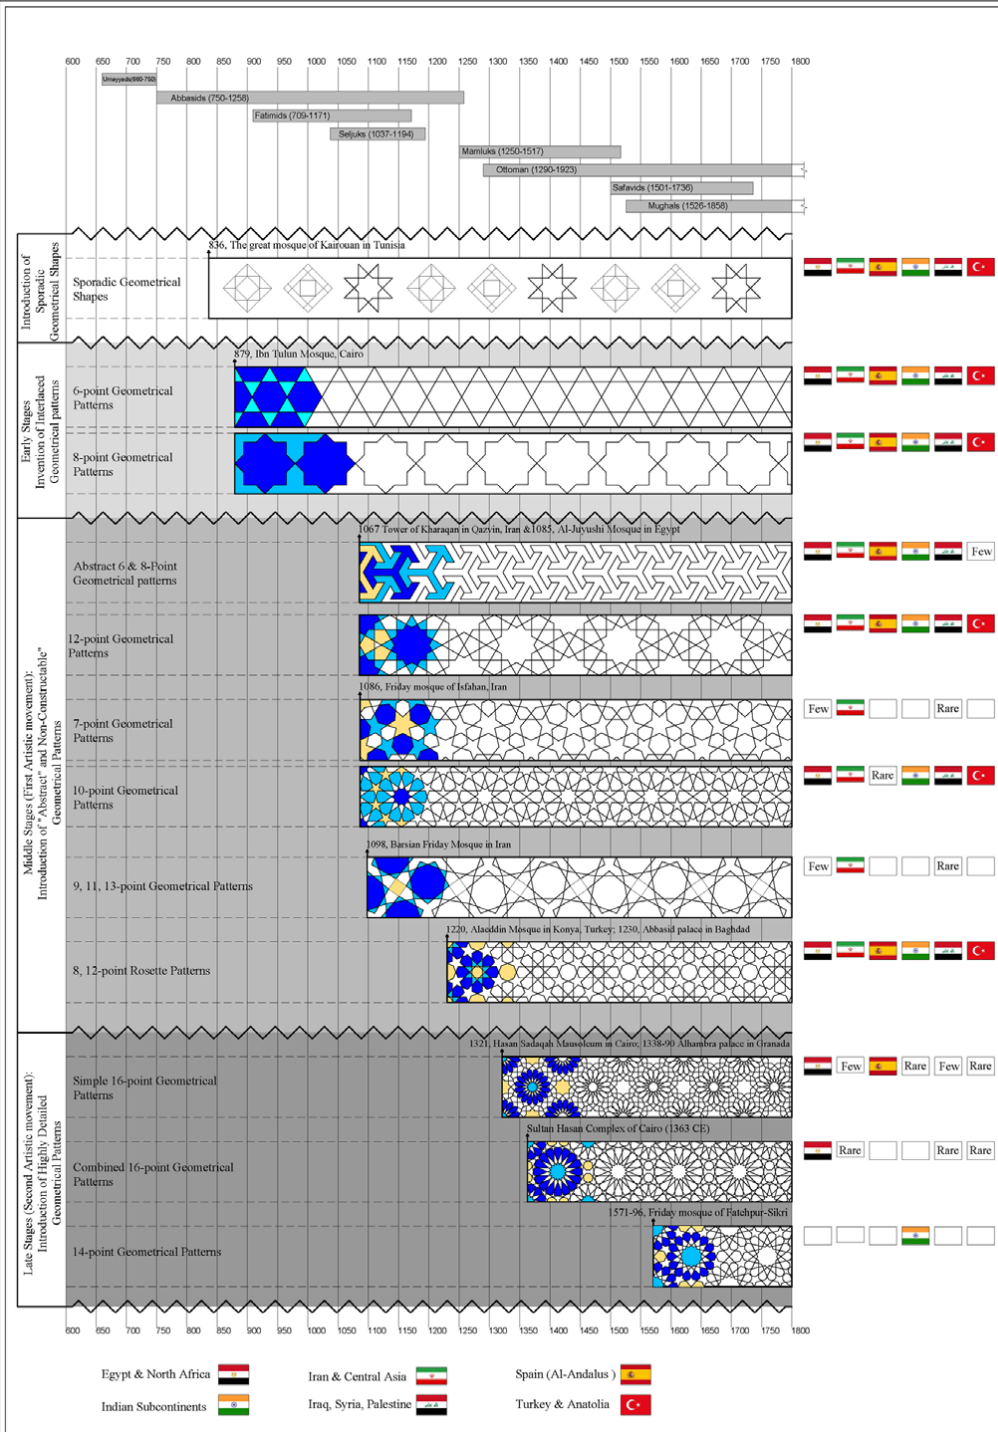 600 650 700 750 800 850 900 950 1000 1050 1100 1150 1200 1250 1300 1350 1400 1450 1500 1550 1600 1650 1700 1750 1800
Umayyads(660-750)
Abbasids (750-1258)
Fatimids (709-1171)
Seljuks (1037-1194)
Mamluks (1250-1517)
Ottoman (1290-1923)
Safavids (1501-1736)
Mughals (1526-1858)
Introduction of
Sporadic
Geometrical Shapes
836, The great mosque of Kairouan in Tunisia
Sporadic Geometrical
Shapes
Early Stages
Invention of Interlaced
Geometrical patterns
879, Ibn Tulun Mosque, Cairo
6-point Geometrical
Patterns
8-point Geometrical
Patterns
Middle Stages (First Artistic movement):
Introduction of "Abstract" and Non-Constructable"
Geometrical Patterns
1067 Tower of Kharaqan in Qazvin, Iran &1085, Al-Juyushi Mosque in Egypt
Abstract 6 & 8-Point
Geometrical patterns
Few
12-point Geometrical
Patterns
1086, Friday mosque of Isfahan, Iran
7-point Geometrical
Patterns
Few
Rare
10-point Geometrical
Patterns
Rare
1098, Barsian Friday Mosque in Iran
9, 11, 13-point Geometrical Patterns
Few
Rare
1220, Alaeddin Mosque in Konya, Turkey; 1230, Abbasid palace in Baghdad
8, 12-point Rosette Patterns
Late Stages (Second Artistic movement):
Introduction of Highly Detailed
Geometrical Patterns
1321, Hasan Sadaqah Mausoleum in Cairo; 1338-90 Alhambra palace in Granada
Simple 16-point Geometrical
Patterns
Few
Rare
Few
Rare
Sultan Hasan Complex of Cairo (1363 CE)
Combined 16-point Geometrical
Patterns
Rare
Rare
Rare
1571-96, Friday mosque of Fatehpur-Sikri
14-point Geometrical Patterns
600 650 700 750 800 850 900 950 1000 1050 1100 1150 1200 1250 1300 1350 1400 1450 1500 1550 1600 1650 1700 1750 1800
Egypt & North Africa
Iran & Central Asia
Spain (Al-Andalus )
Indian Subcontinents
Iraq, Syria, Palestine
Turkey & Anatolia